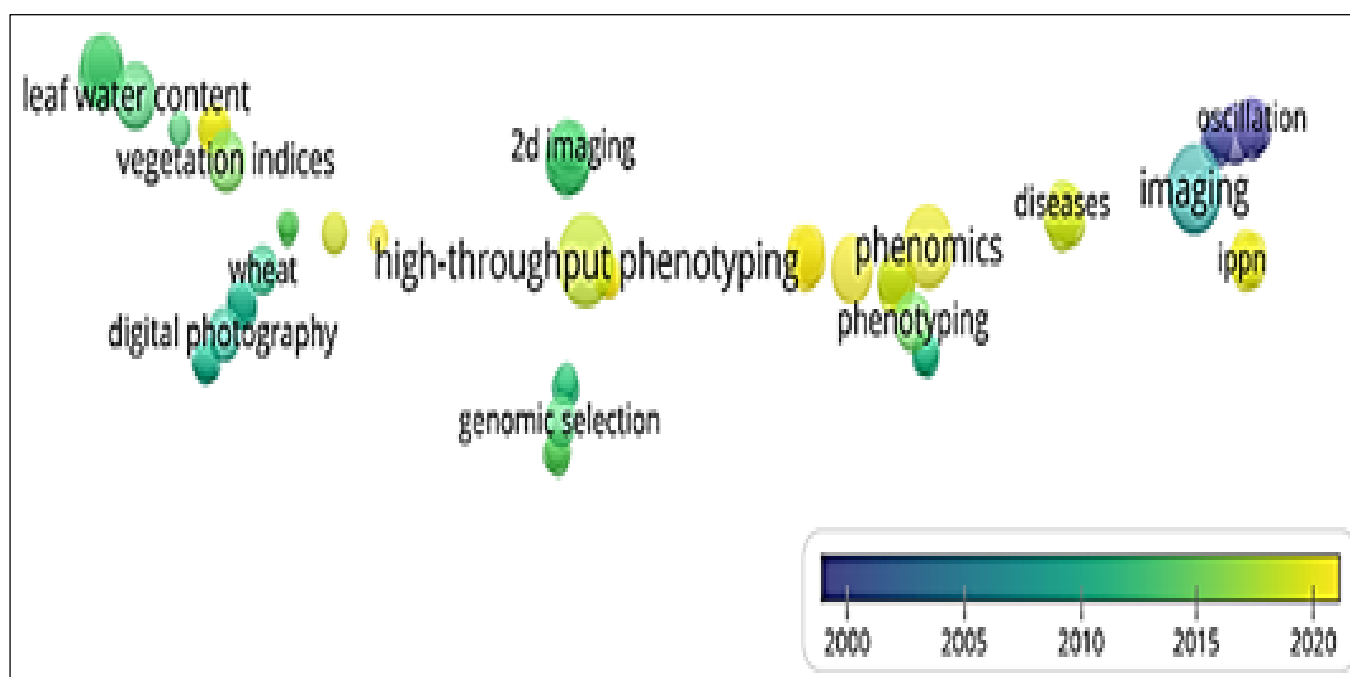 leaf water content
vegetation indices
2d imaging
oscillation
imaging
diseases
ippn
wheat
high-throughput phenotyping
phenomics
phenotyping
digital photography
genomic selection
2000 2005 2010 2015 2020